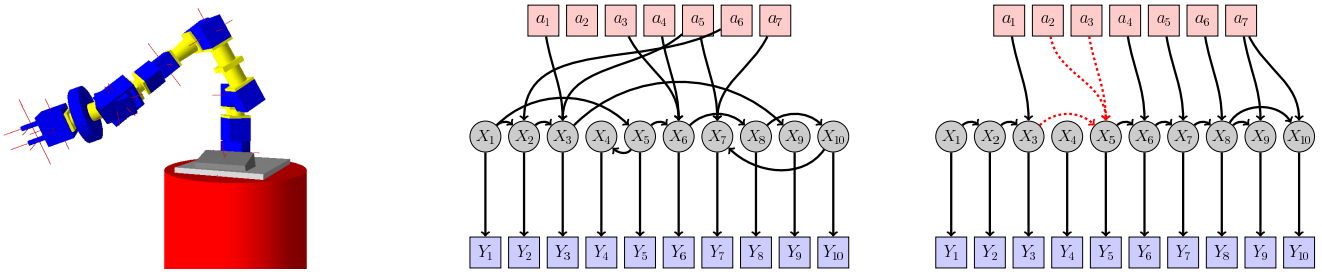 a1 a2 a3 a4 a5 a6 a7
X1 X2 X3 X4 X5 X6 X7 X8 X9 X10
Y1 Y2 Y3 Y4 Y5 Y6 Y7 Y8 Y9 Y10
a1 a2 a3 a4 a5 a6 a7
X1 X2 X3 X4 X5 X6 X7 X8 X9 X10
Y1 Y2 Y3 Y4 Y5 Y6 Y7 Y8 Y9 Y10